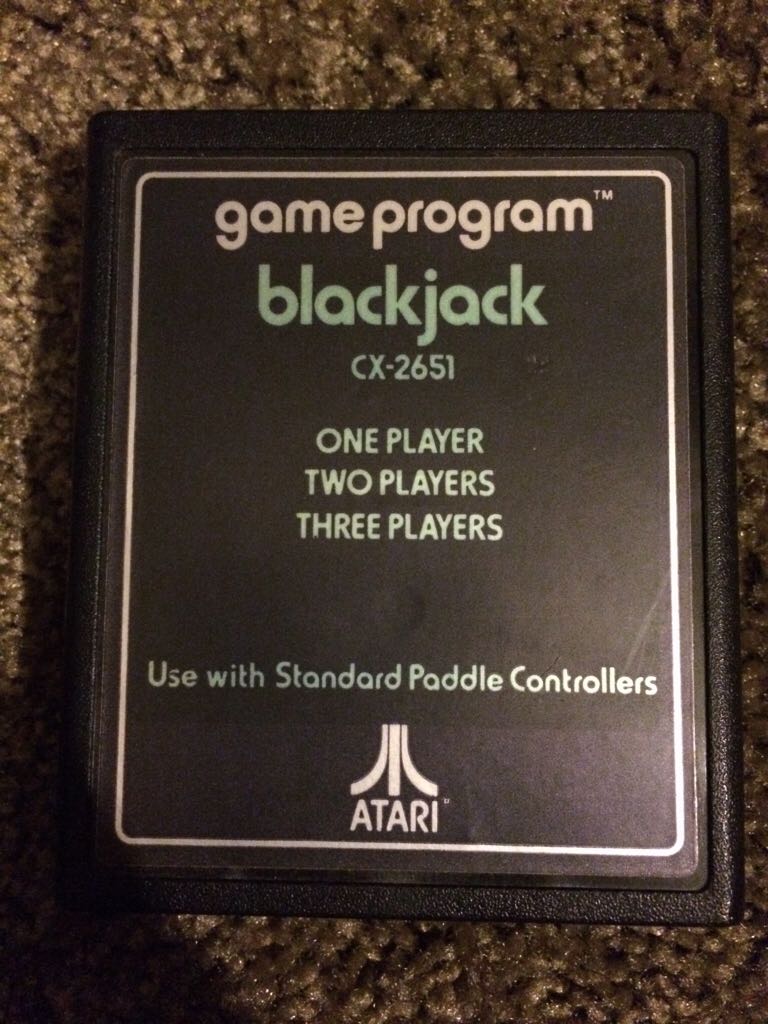 game program™
blackjack
CX-2651
ONE PLAYER
TWO PLAYERS
THREE PLAYERS
Use with Standard Paddle Controllers
ATARI